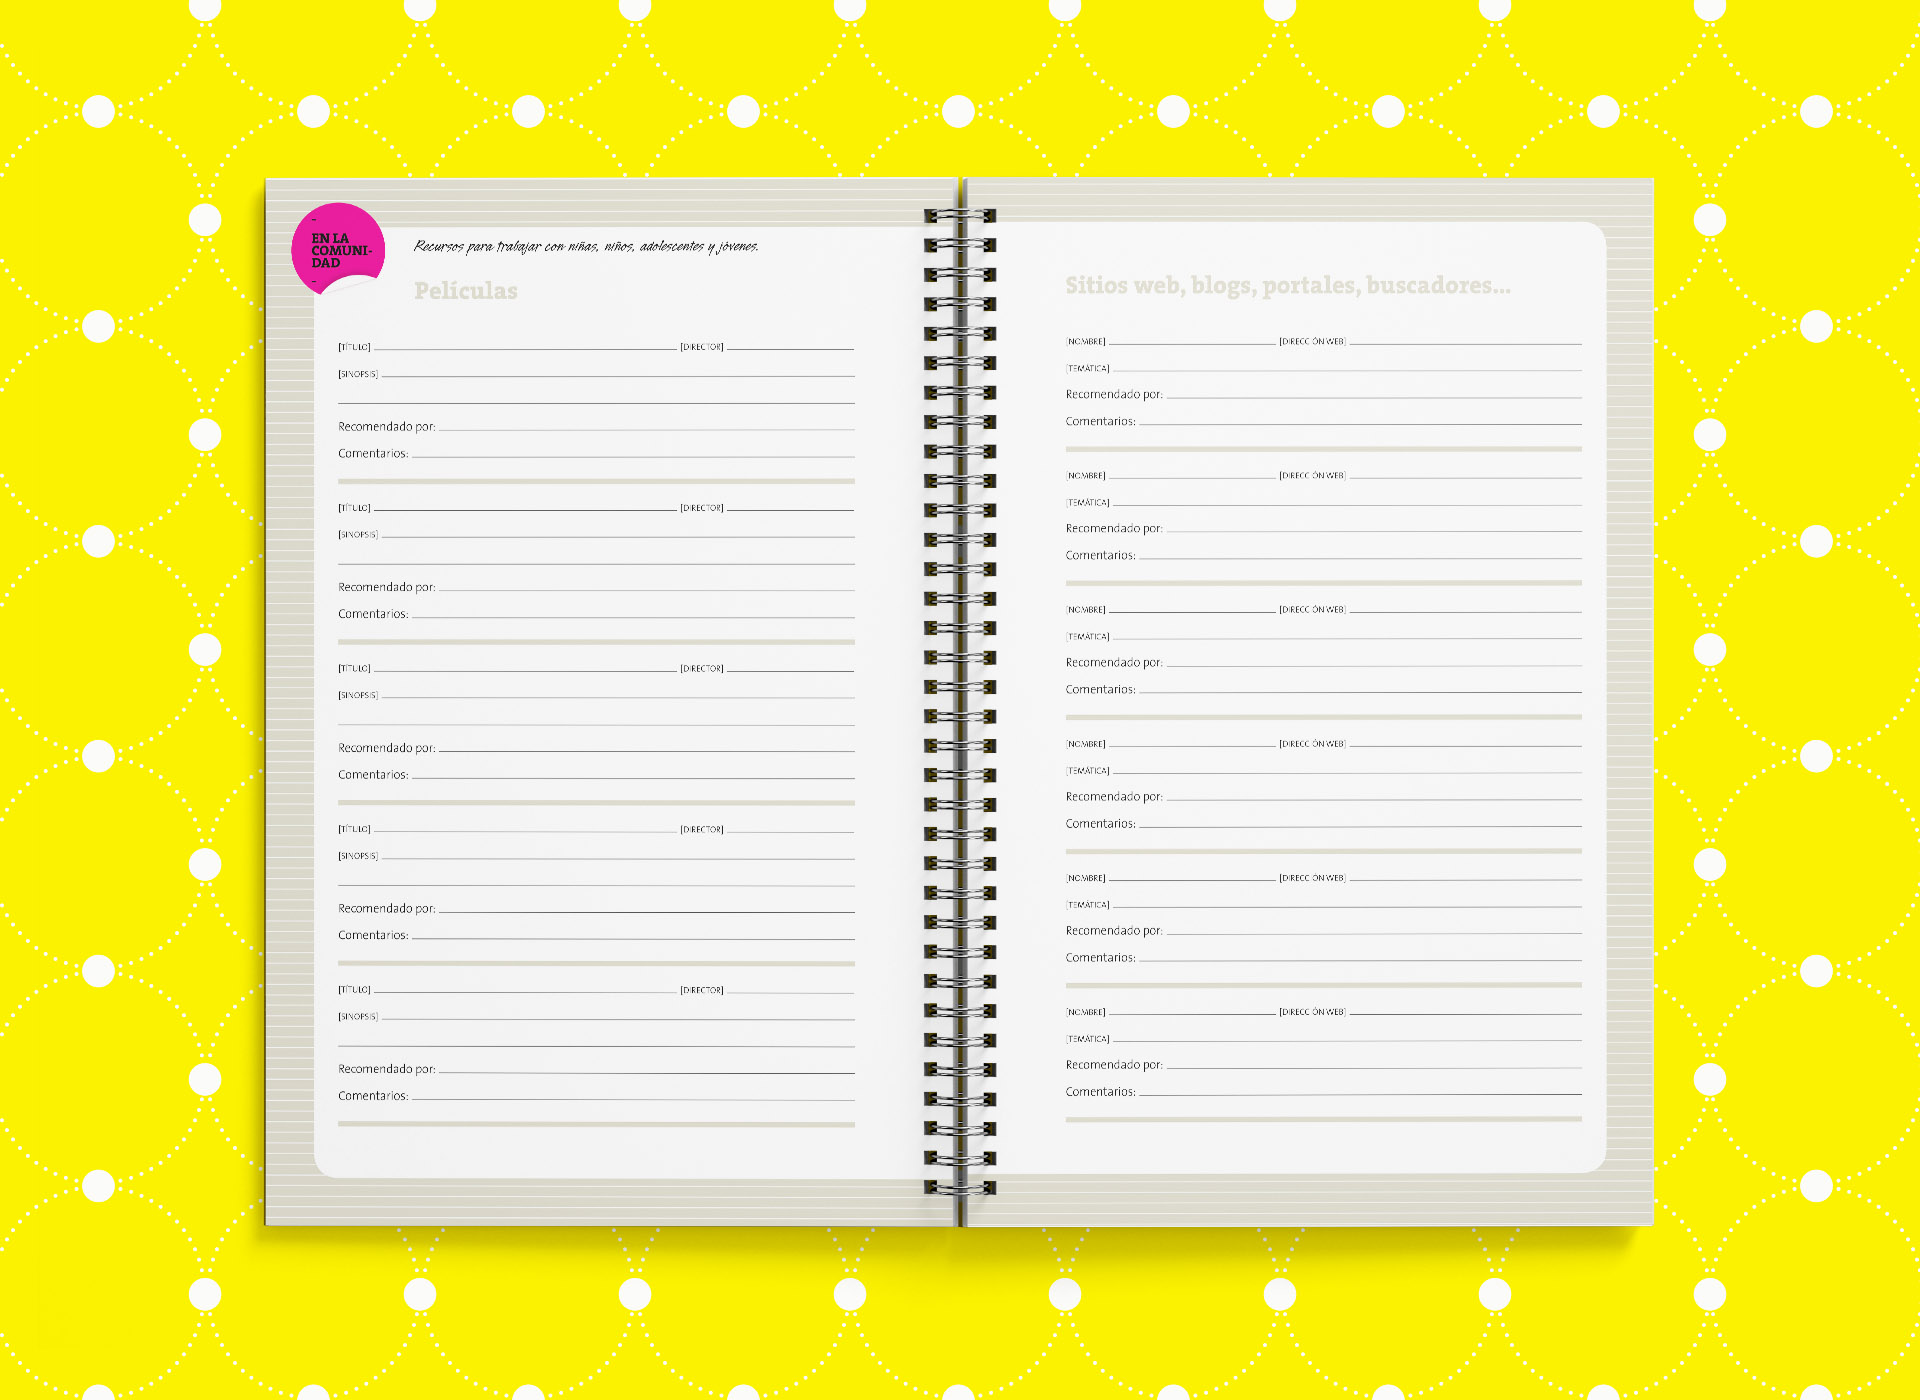 EN LA
COMUNI-
DAD
Recursos para trabajar con niñas, niños, adolescentes y jóvenes.
Películas
[TÍTULO] [DIRECTOR]
[SINOPSIS]
Recomendado por:
Comentarios:
[TÍTULO] [DIRECTOR]
[SINOPSIS]
Recomendado por:
Comentarios:
[TÍTULO] [DIRECTOR]
[SINOPSIS]
Recomendado por:
Comentarios:
[TÍTULO] [DIRECTOR]
[SINOPSIS]
Recomendado por:
Comentarios:
[TÍTULO] [DIRECTOR]
[SINOPSIS]
Recomendado por:
Comentarios:
Sitios web, blogs, portales, buscadores...
[NOMBRE] [DIRECCIÓN WEB]
[TEMÁTICA]
Recomendado por:
Comentarios:
[NOMBRE] [DIRECCIÓN WEB]
[TEMÁTICA]
Recomendado por:
Comentarios:
[NOMBRE] [DIRECCIÓN WEB]
[TEMÁTICA]
Recomendado por:
Comentarios:
[NOMBRE] [DIRECCIÓN WEB]
[TEMÁTICA]
Recomendado por:
Comentarios:
[NOMBRE] [DIRECCIÓN WEB]
[TEMÁTICA]
Recomendado por:
Comentarios:
[NOMBRE] [DIRECCIÓN WEB]
[TEMÁTICA]
Recomendado por:
Comentarios: